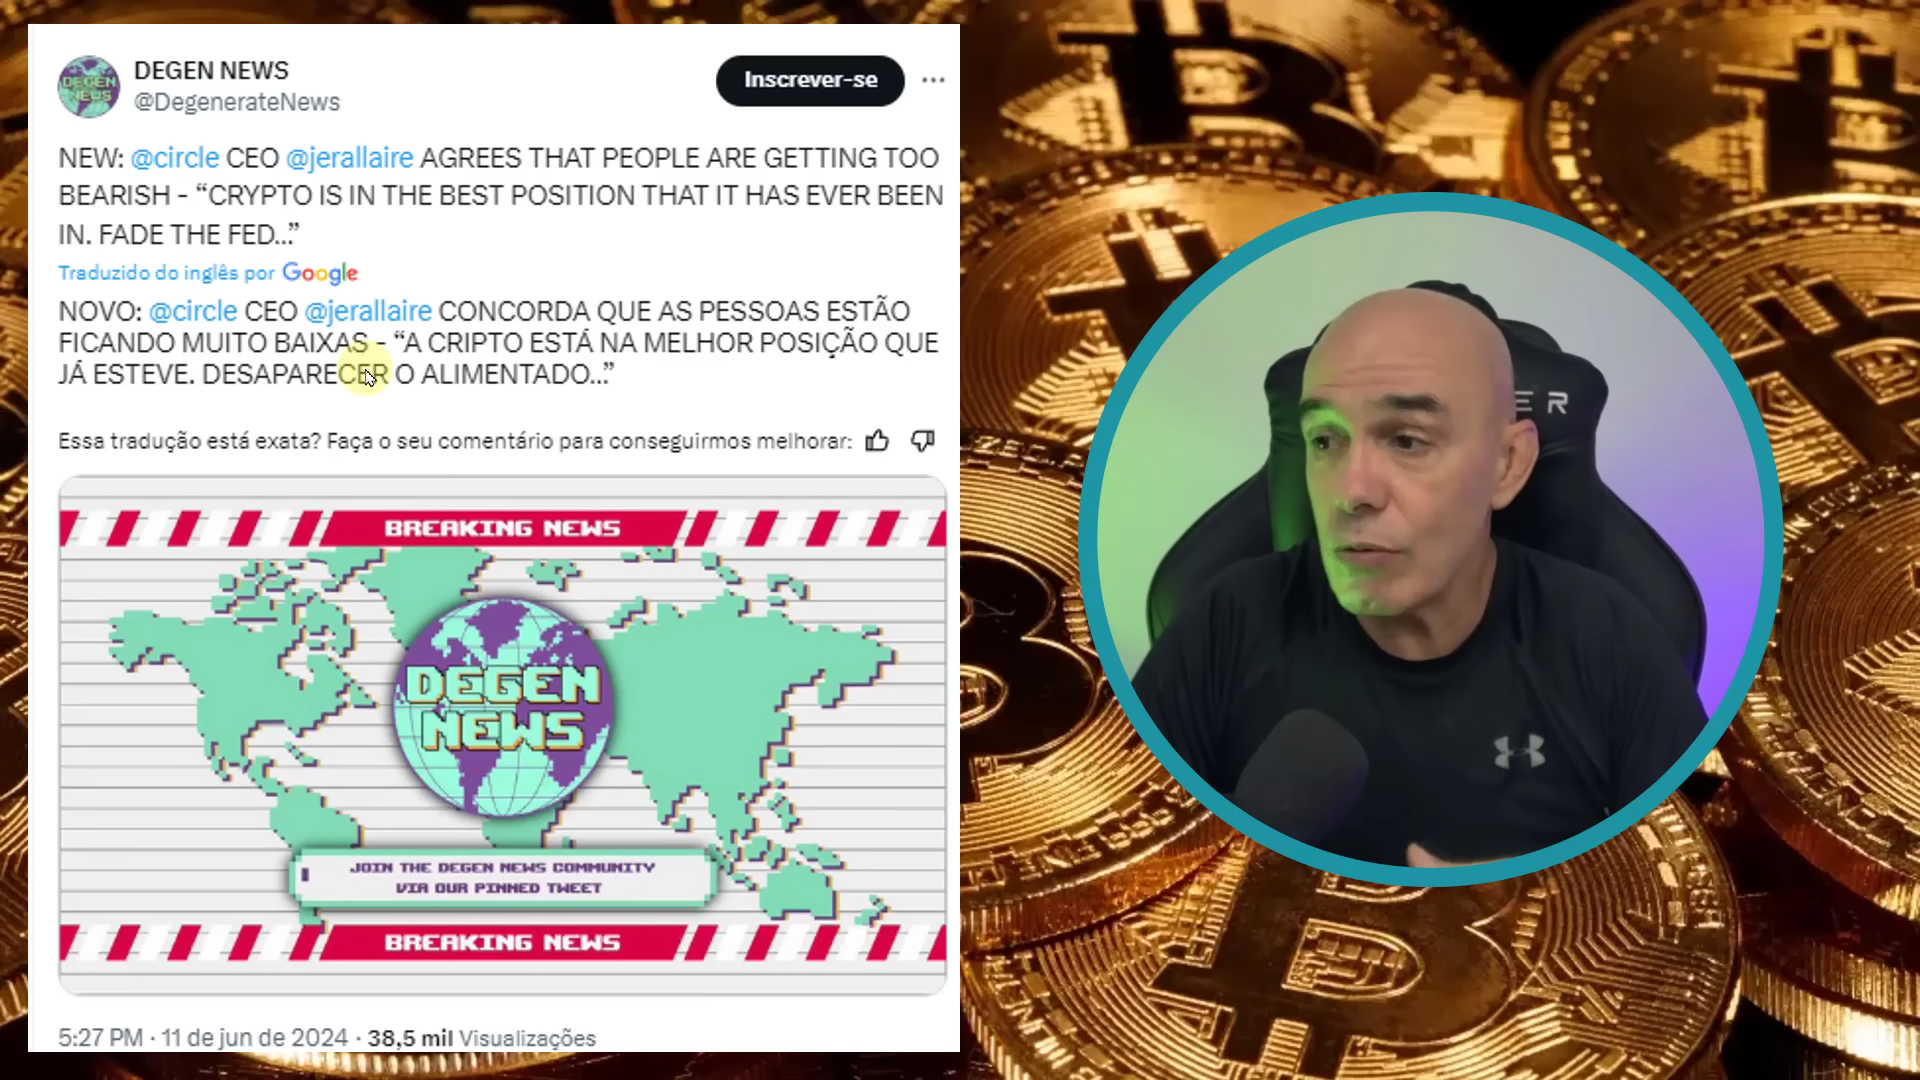 DEGEN NEWS
@DegenerateNews
Inscrever-se
NEW: @circle CEO @jerallaire AGREES THAT PEOPLE ARE GETTING TOO
BEARISH - “CRYPTO IS IN THE BEST POSITION THAT IT HAS EVER BEEN
IN. FADE THE FED...”
Traduzido do inglês por Google
NOVO: @circle CEO @jerallaire CONCORDA QUE AS PESSOAS ESTÃO
FICANDO MUITO BAIXAS - “A CRIPTO ESTÁ NA MELHOR POSIÇÃO QUE
JÁ ESTEVE. DESAPARECER O ALIMENTADO...”
Essa tradução está exata? Faça o seu comentário para conseguirmos melhorar:
BREAKING NEWS
DEGEN
NEWS
JOIN THE DEGEN NEWS COMMUNITY
VIA OUR PINNED TWEET
BREAKING NEWS
5:27 PM · 11 de jun de 2024 · 38,5 mil Visualizações